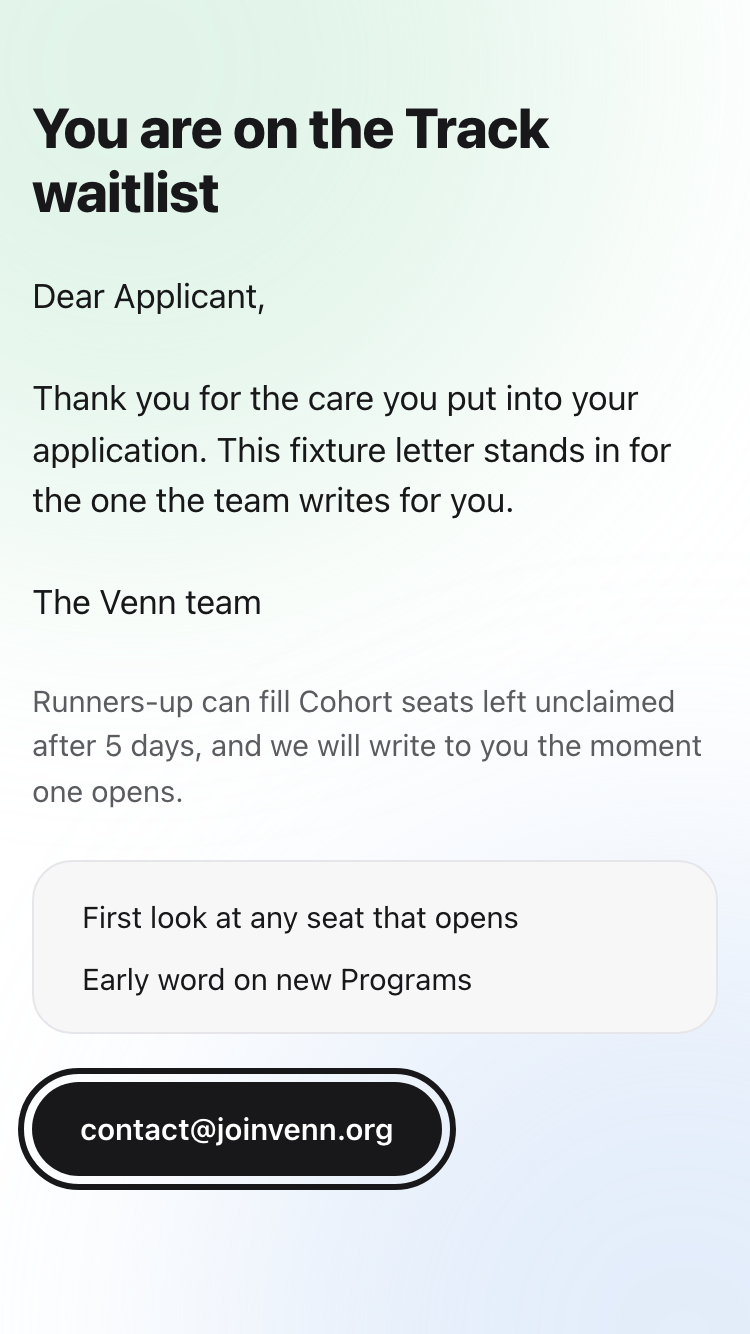 You are on the Track
waitlist
Dear Applicant,
Thank you for the care you put into your
application. This fixture letter stands in for
the one the team writes for you.
The Venn team
Runners-up can fill Cohort seats left unclaimed
after 5 days, and we will write to you the moment
one opens.
First look at any seat that opens
Early word on new Programs
contact@joinvenn.org